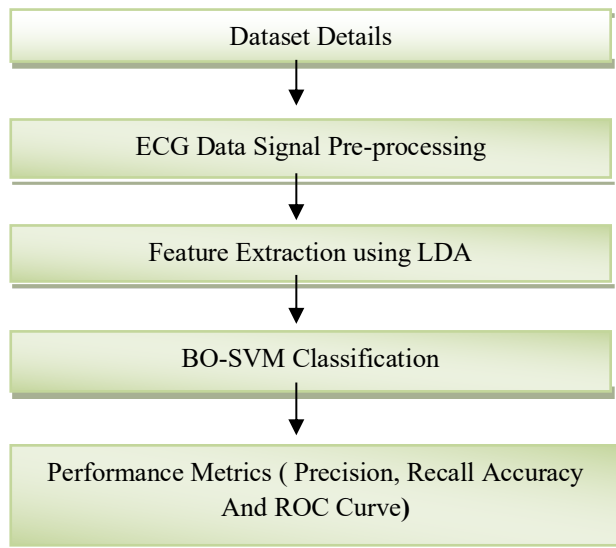 Dataset Details
ECG Data Signal Pre-processing
Feature Extraction using LDA
BO-SVM Classification
Performance Metrics ( Precision, Recall Accuracy
And ROC Curve)